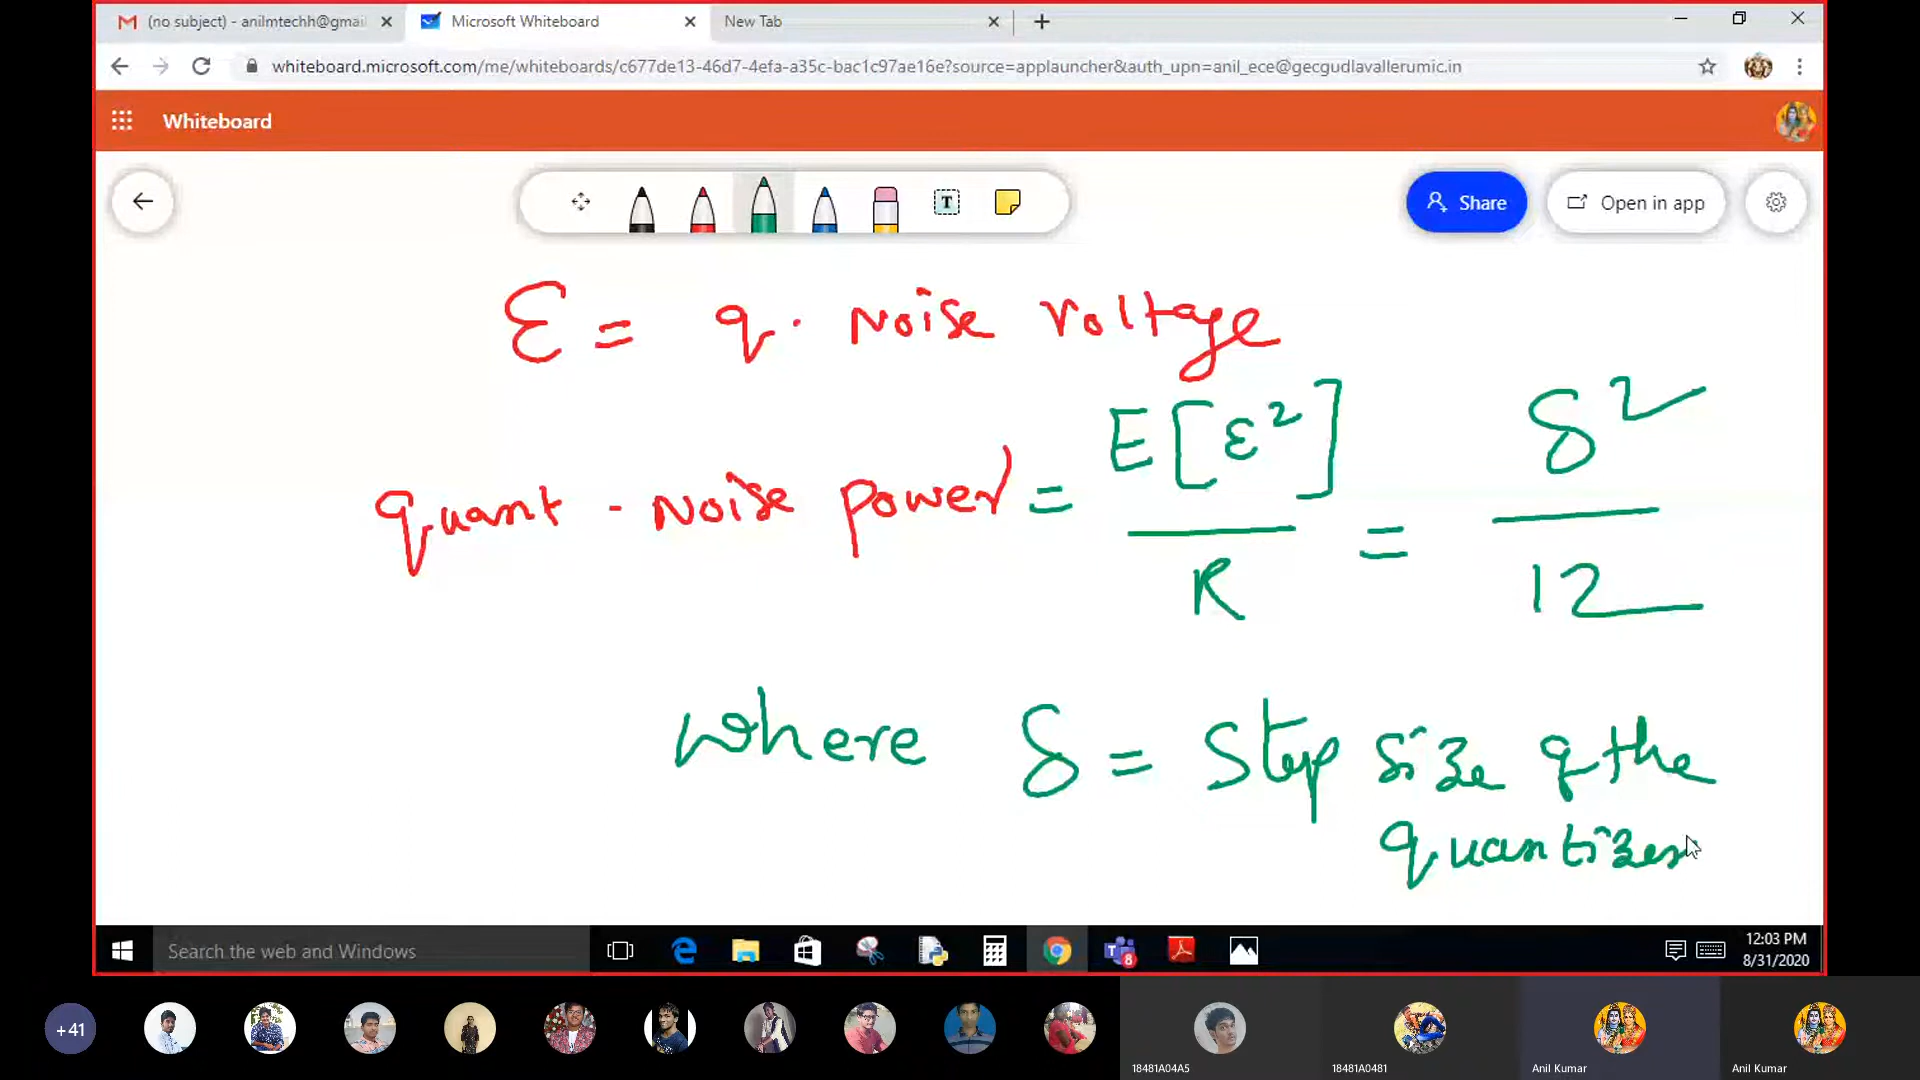 (no subject) - anilmtechh@gmai
Microsoft Whiteboard
New Tab
whiteboard.microsoft.com/me/whiteboards/c677de13-46d7-4efa-a35c-bac1c97ae16e?source=applauncher&auth_upn=anil_ece@gecgudlavallerumic.in
Whiteboard
T
Share
Open in app
ε = q. Noise voltage
quant - Noise power = E[ε²] / R = δ² / 12
where δ = Step size of the
quantizer
Search the web and Windows
8
12:03 PM
8/31/2020
+41
18481A04A5
18481A0481
Anil Kumar
Anil Kumar